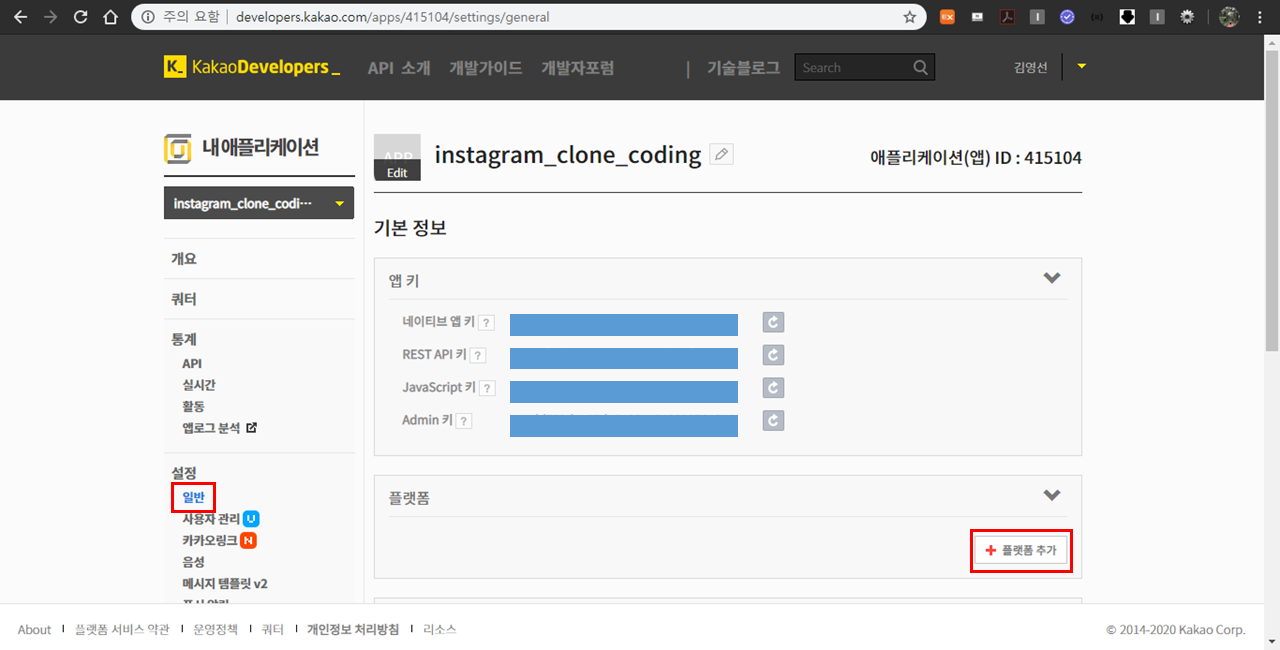 주의 요함 developers.kakao.com/apps/415104/settings/general
KakaoDevelopers_ API 소개 개발가이드 개발자포럼 | 기술블로그 Search 김영선
내 애플리케이션
instagram_clone_codi···
개요
쿼터
통계
API
실시간
활동
앱로그 분석
설정
일반
사용자 관리 U
카카오링크 N
음성
메시지 템플릿 v2
APP
Edit
instagram_clone_coding
애플리케이션(앱) ID : 415104
기본 정보
앱 키
네이티브 앱 키 ?
REST API 키 ?
JavaScript 키 ?
Admin 키 ?
플랫폼
+ 플랫폼 추가
About 플랫폼 서비스 약관 운영정책 쿼터 개인정보 처리방침 리소스
© 2014-2020 Kakao Corp.